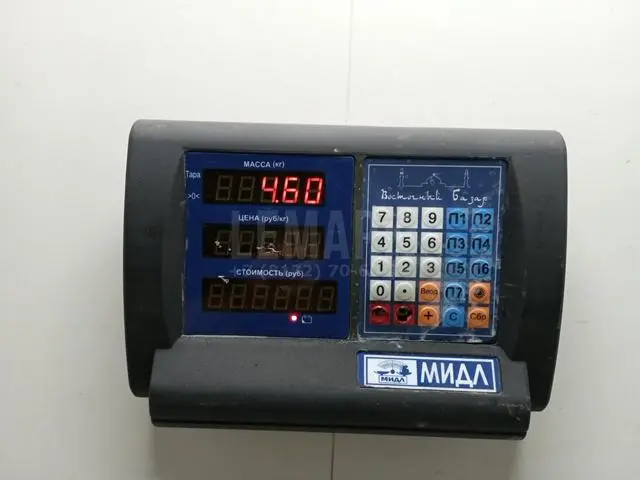 МАССА (кг)
Тара
>0<
4.60
ЦЕНА (руб/кг)
СТОИМОСТЬ (руб)
Восточный Базар
7 8 9 П1 П2
4 5 6 П3 П4
1 2 3 П5 П6
0 . Ввод П7
+ С Сбр
МИДЛ
МИДЛ